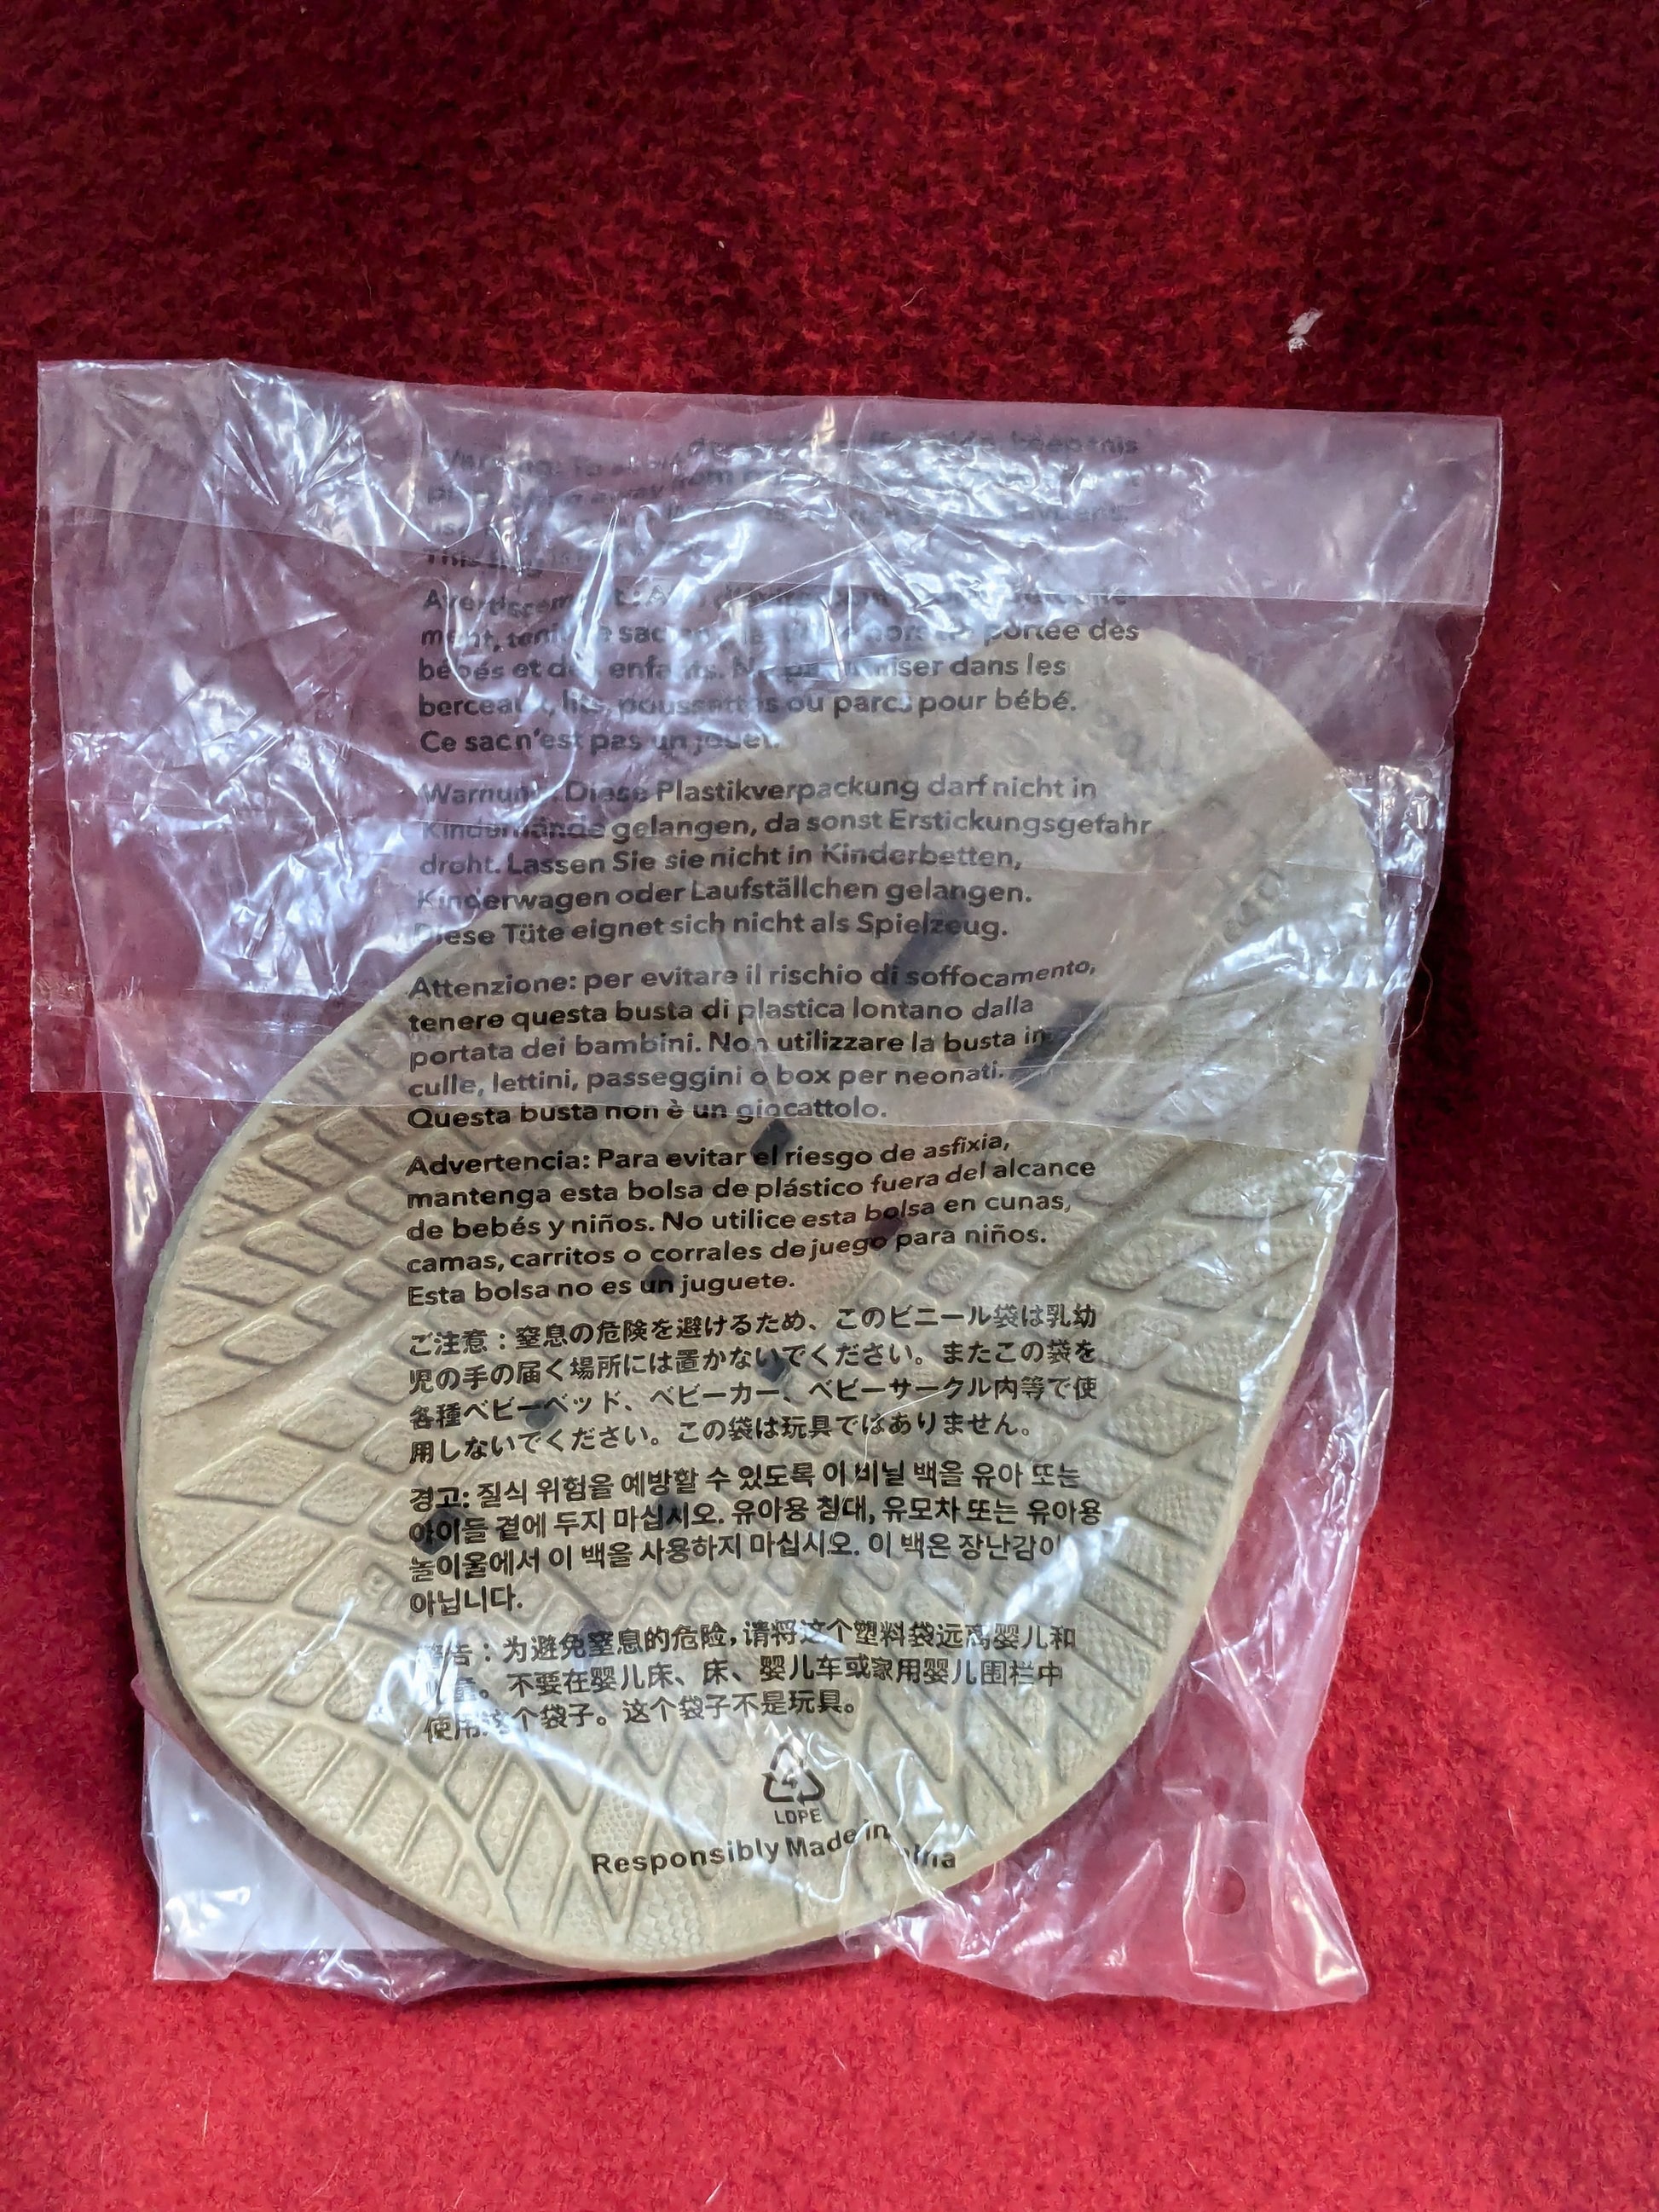 keep this
away from
This
Avertissement:
ment, sac portée des
bébés et des enfants. Ne pas utiliser dans les
berceaux, lits, poussettes ou parcs pour bébé.
Ce sac n'est pas un jouet.
Warnung: Diese Plastikverpackung darf nicht in
Kinderhände gelangen, da sonst Erstickungsgefahr
droht. Lassen Sie sie nicht in Kinderbetten,
Kinderwagen oder Laufställchen gelangen.
Diese Tüte eignet sich nicht als Spielzeug.
Attenzione: per evitare il rischio di soffocamento,
tenere questa busta di plastica lontano dalla
portata dei bambini. Non utilizzare la busta in
culle, lettini, passeggini o box per neonati.
Questa busta non è un giocattolo.
Advertencia: Para evitar el riesgo de asfixia,
mantenga esta bolsa de plástico fuera del alcance
de bebés y niños. No utilice esta bolsa en cunas,
camas, carritos o corrales de juego para niños.
Esta bolsa no es un juguete.
ご注意：窒息の危険を避けるため、このビニール袋は乳幼
児の手の届く場所には置かないでください。またこの袋を
各種ベビーベッド、ベビーカー、ベビーサークル内等で使
用しないでください。この袋は玩具ではありません。
경고: 질식 위험을 예방할 수 있도록 이 비닐 백을 유아 또는
아이들 곁에 두지 마십시오. 유아용 침대, 유모차 또는 유아용
놀이울에서 이 백을 사용하지 마십시오. 이 백은 장난감이
아닙니다.
警告：为避免窒息的危险，请将这个塑料袋远离婴儿和
儿童。不要在婴儿床、床、婴儿车或家用婴儿围栏中
使用这个袋子。这个袋子不是玩具。
4
LDPE
Responsibly Made in China